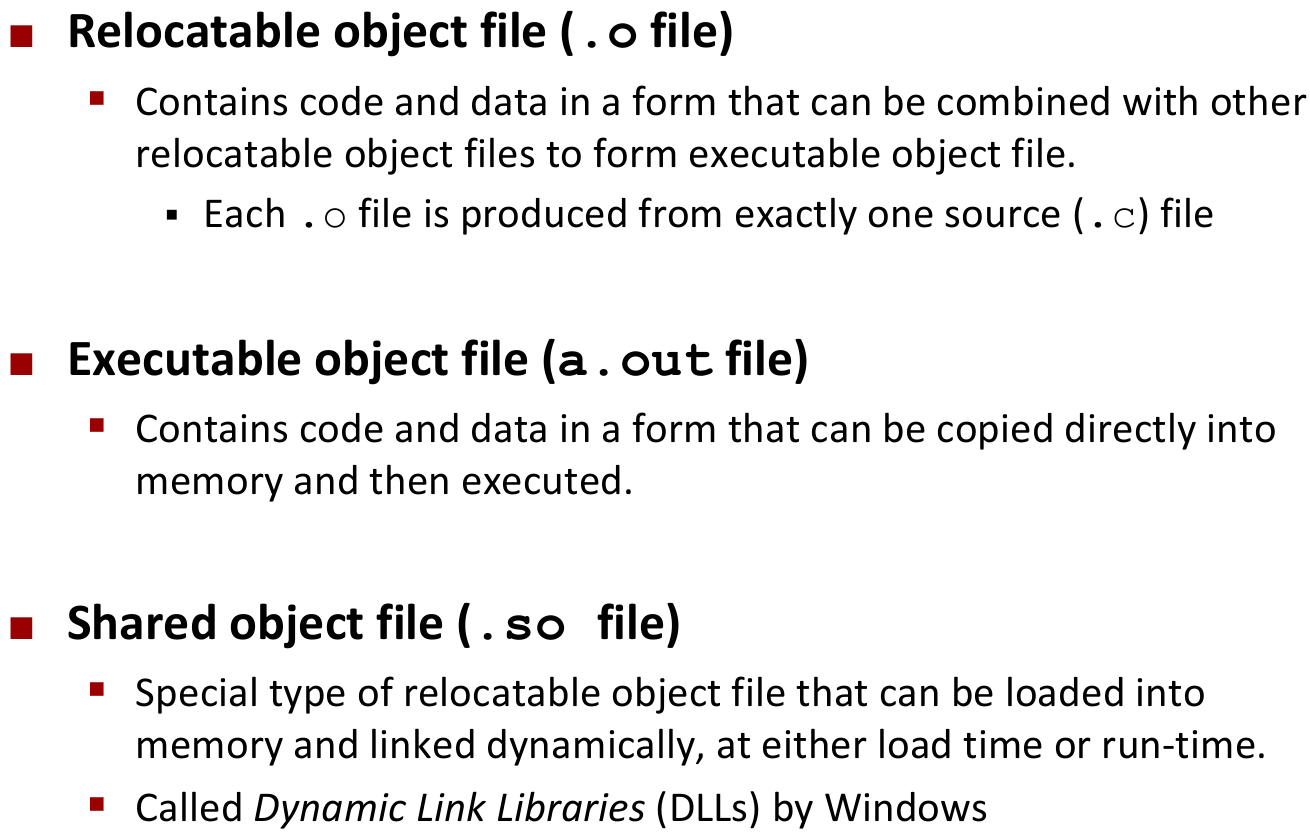 ■ Relocatable object file (.o file)
▪ Contains code and data in a form that can be combined with other
relocatable object files to form executable object file.
▪ Each .o file is produced from exactly one source (.c) file
■ Executable object file (a.out file)
▪ Contains code and data in a form that can be copied directly into
memory and then executed.
■ Shared object file (.so file)
▪ Special type of relocatable object file that can be loaded into
memory and linked dynamically, at either load time or run-time.
▪ Called Dynamic Link Libraries (DLLs) by Windows